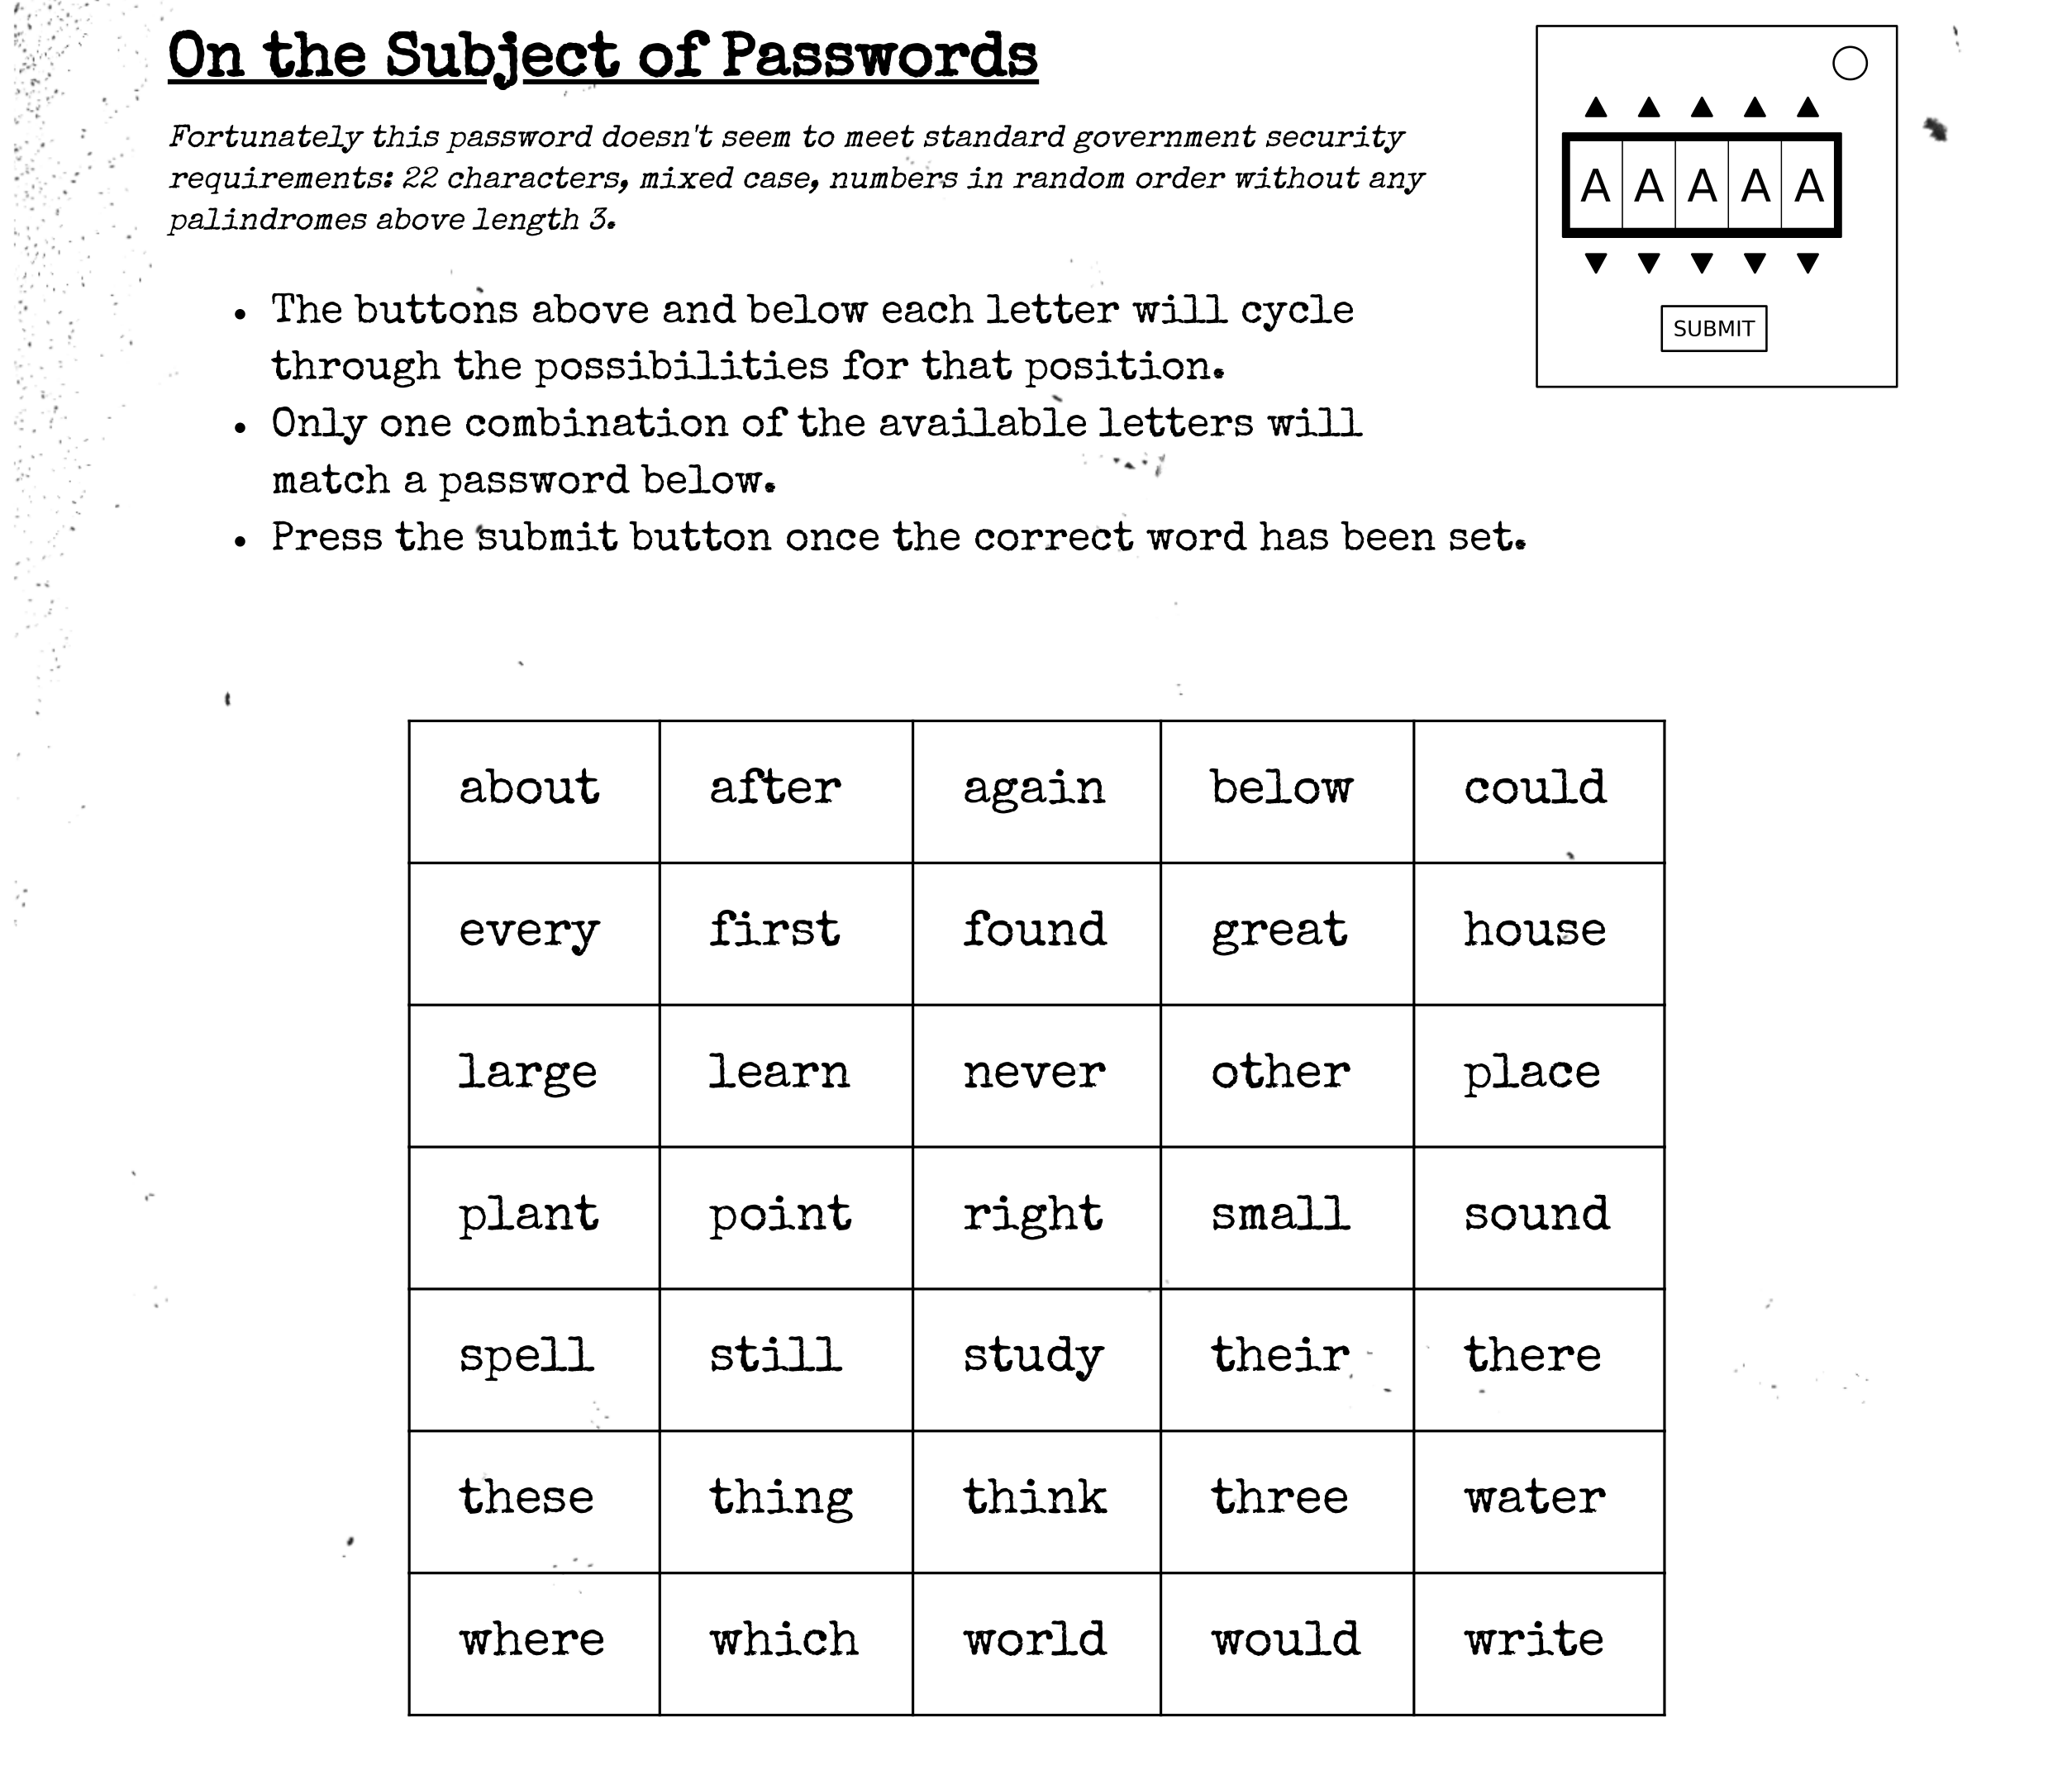 On the Subject of Passwords
Fortunately this password doesn't seem to meet standard government security
requirements: 22 characters, mixed case, numbers in random order without any
palindromes above length 3.
A A A A A
SUBMIT
• The buttons above and below each letter will cycle
through the possibilities for that position.
• Only one combination of the available letters will
match a password below.
• Press the submit button once the correct word has been set.
about after again below could
every first found great house
large learn never other place
plant point right small sound
spell still study their there
these thing think three water
where which world would write